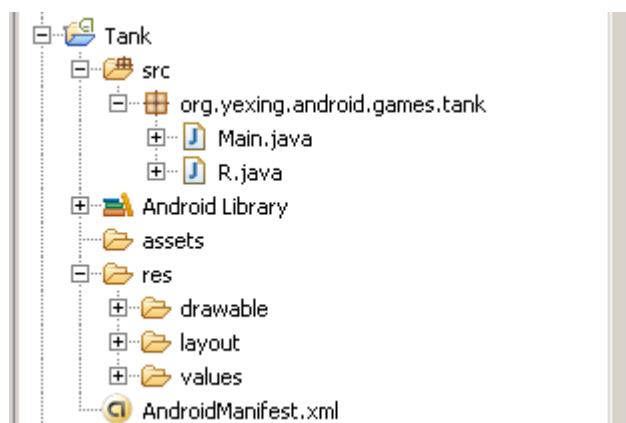 Tank
src
org.yexing.android.games.tank
Main.java
R.java
Android Library
assets
res
drawable
layout
values
AndroidManifest.xml